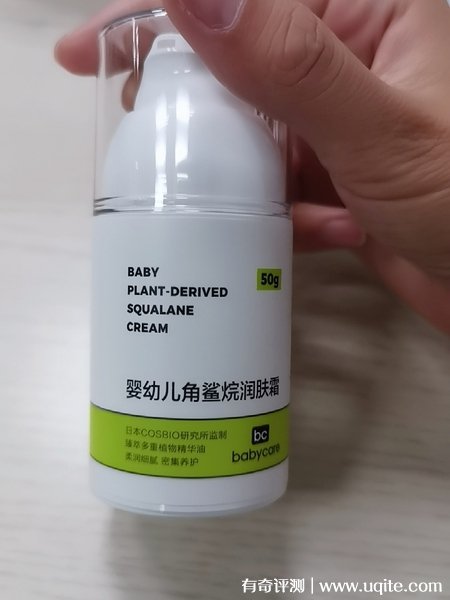 BABY
PLANT-DERIVED
SQUALANE
CREAM
50g
婴幼儿角鲨烷润肤霜
日本COSBIO研究所监制
臻萃多重植物精华油
柔润细腻 密集养护
bc
babycare
有奇评测 | www.uqite.com